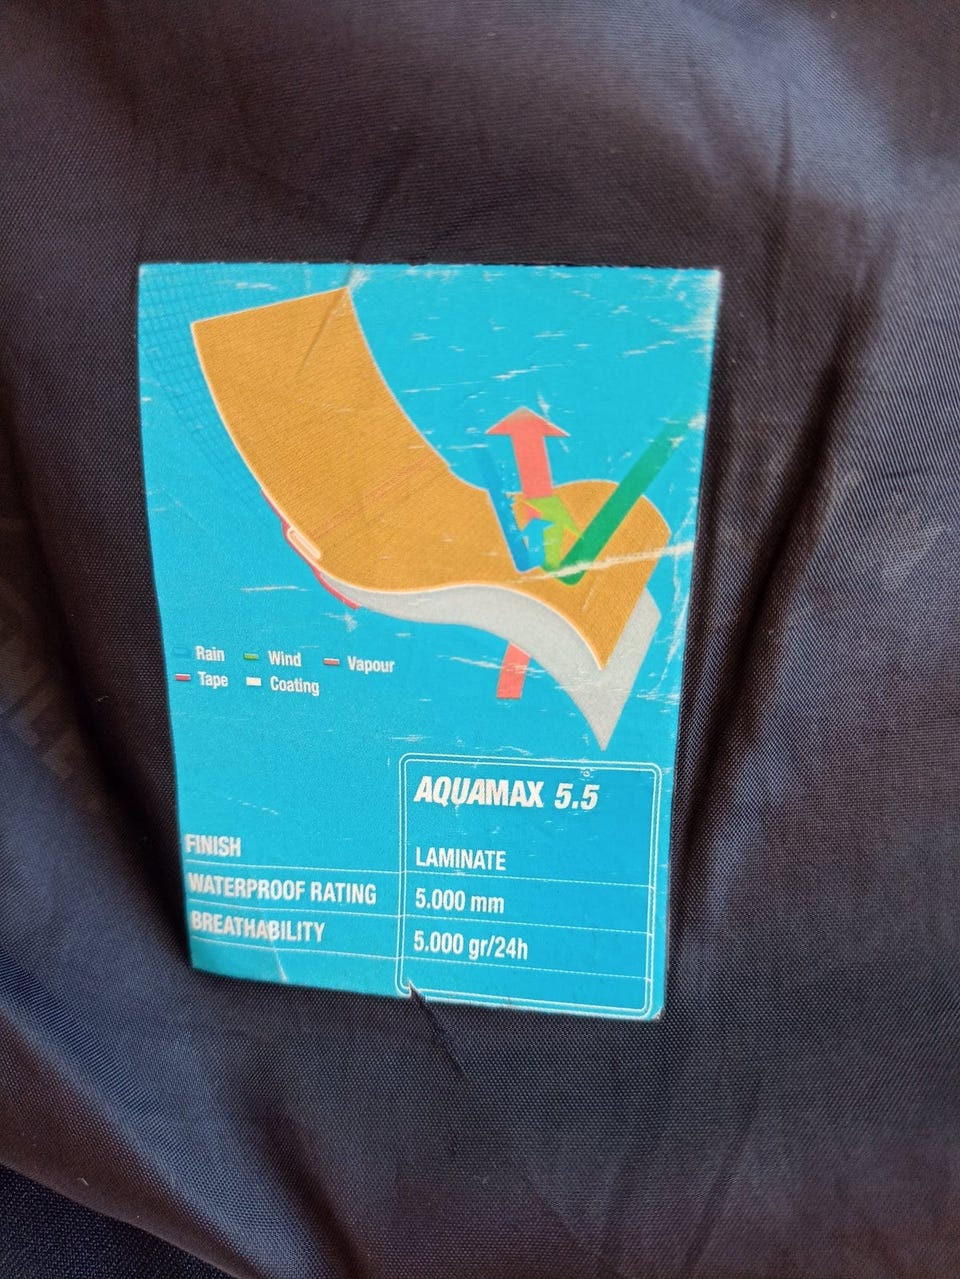 Rain Wind Vapour
Tape Coating
AQUAMAX 5.5
FINISH LAMINATE
WATERPROOF RATING 5.000 mm
BREATHABILITY 5.000 gr/24h